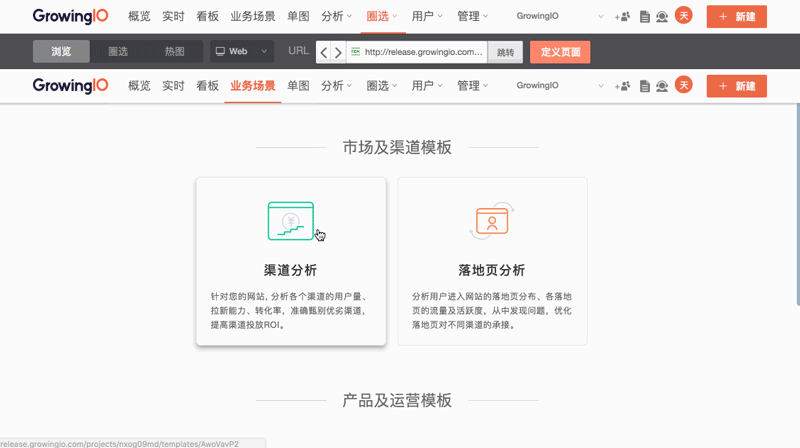 GrowingIO 概览 实时 看板 业务场景 单图 分析 圈选 用户 管理 GrowingIO 天 + 新建
浏览 圈选 热图 Web URL http://release.growingio.com... 跳转 定义页面
GrowingIO 概览 实时 看板 业务场景 单图 分析 圈选 用户 管理 GrowingIO 天 + 新建
市场及渠道模板
渠道分析
针对您的网站, 分析各个渠道的用户量、
拉新能力、转化率，准确甄别优劣渠道，
提高渠道投放ROI。
落地页分析
分析用户进入网站的落地页分布、各落地
页的流量及活跃度，从中发现问题，优化
落地页对不同渠道的承接。
产品及运营模板
release.growingio.com/projects/nxog09md/templates/AwoVavP2